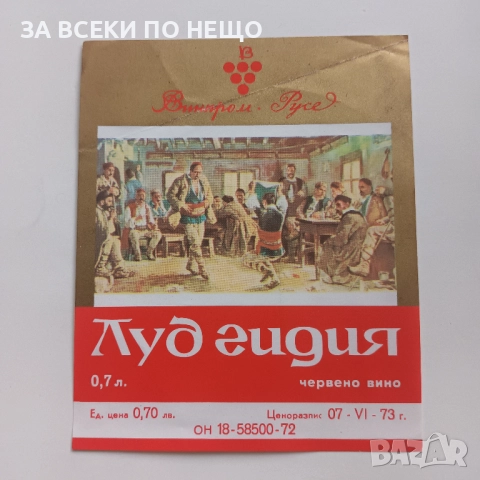 ЗА ВСЕКИ ПО НЕЩО
В
Винпром - Русе
Луд гидия
0,7 л. червено вино
Ед. цена 0,70 лв. Ценоразпис 07 - VI - 73 г.
ОН 18-58500-72
BAZAR